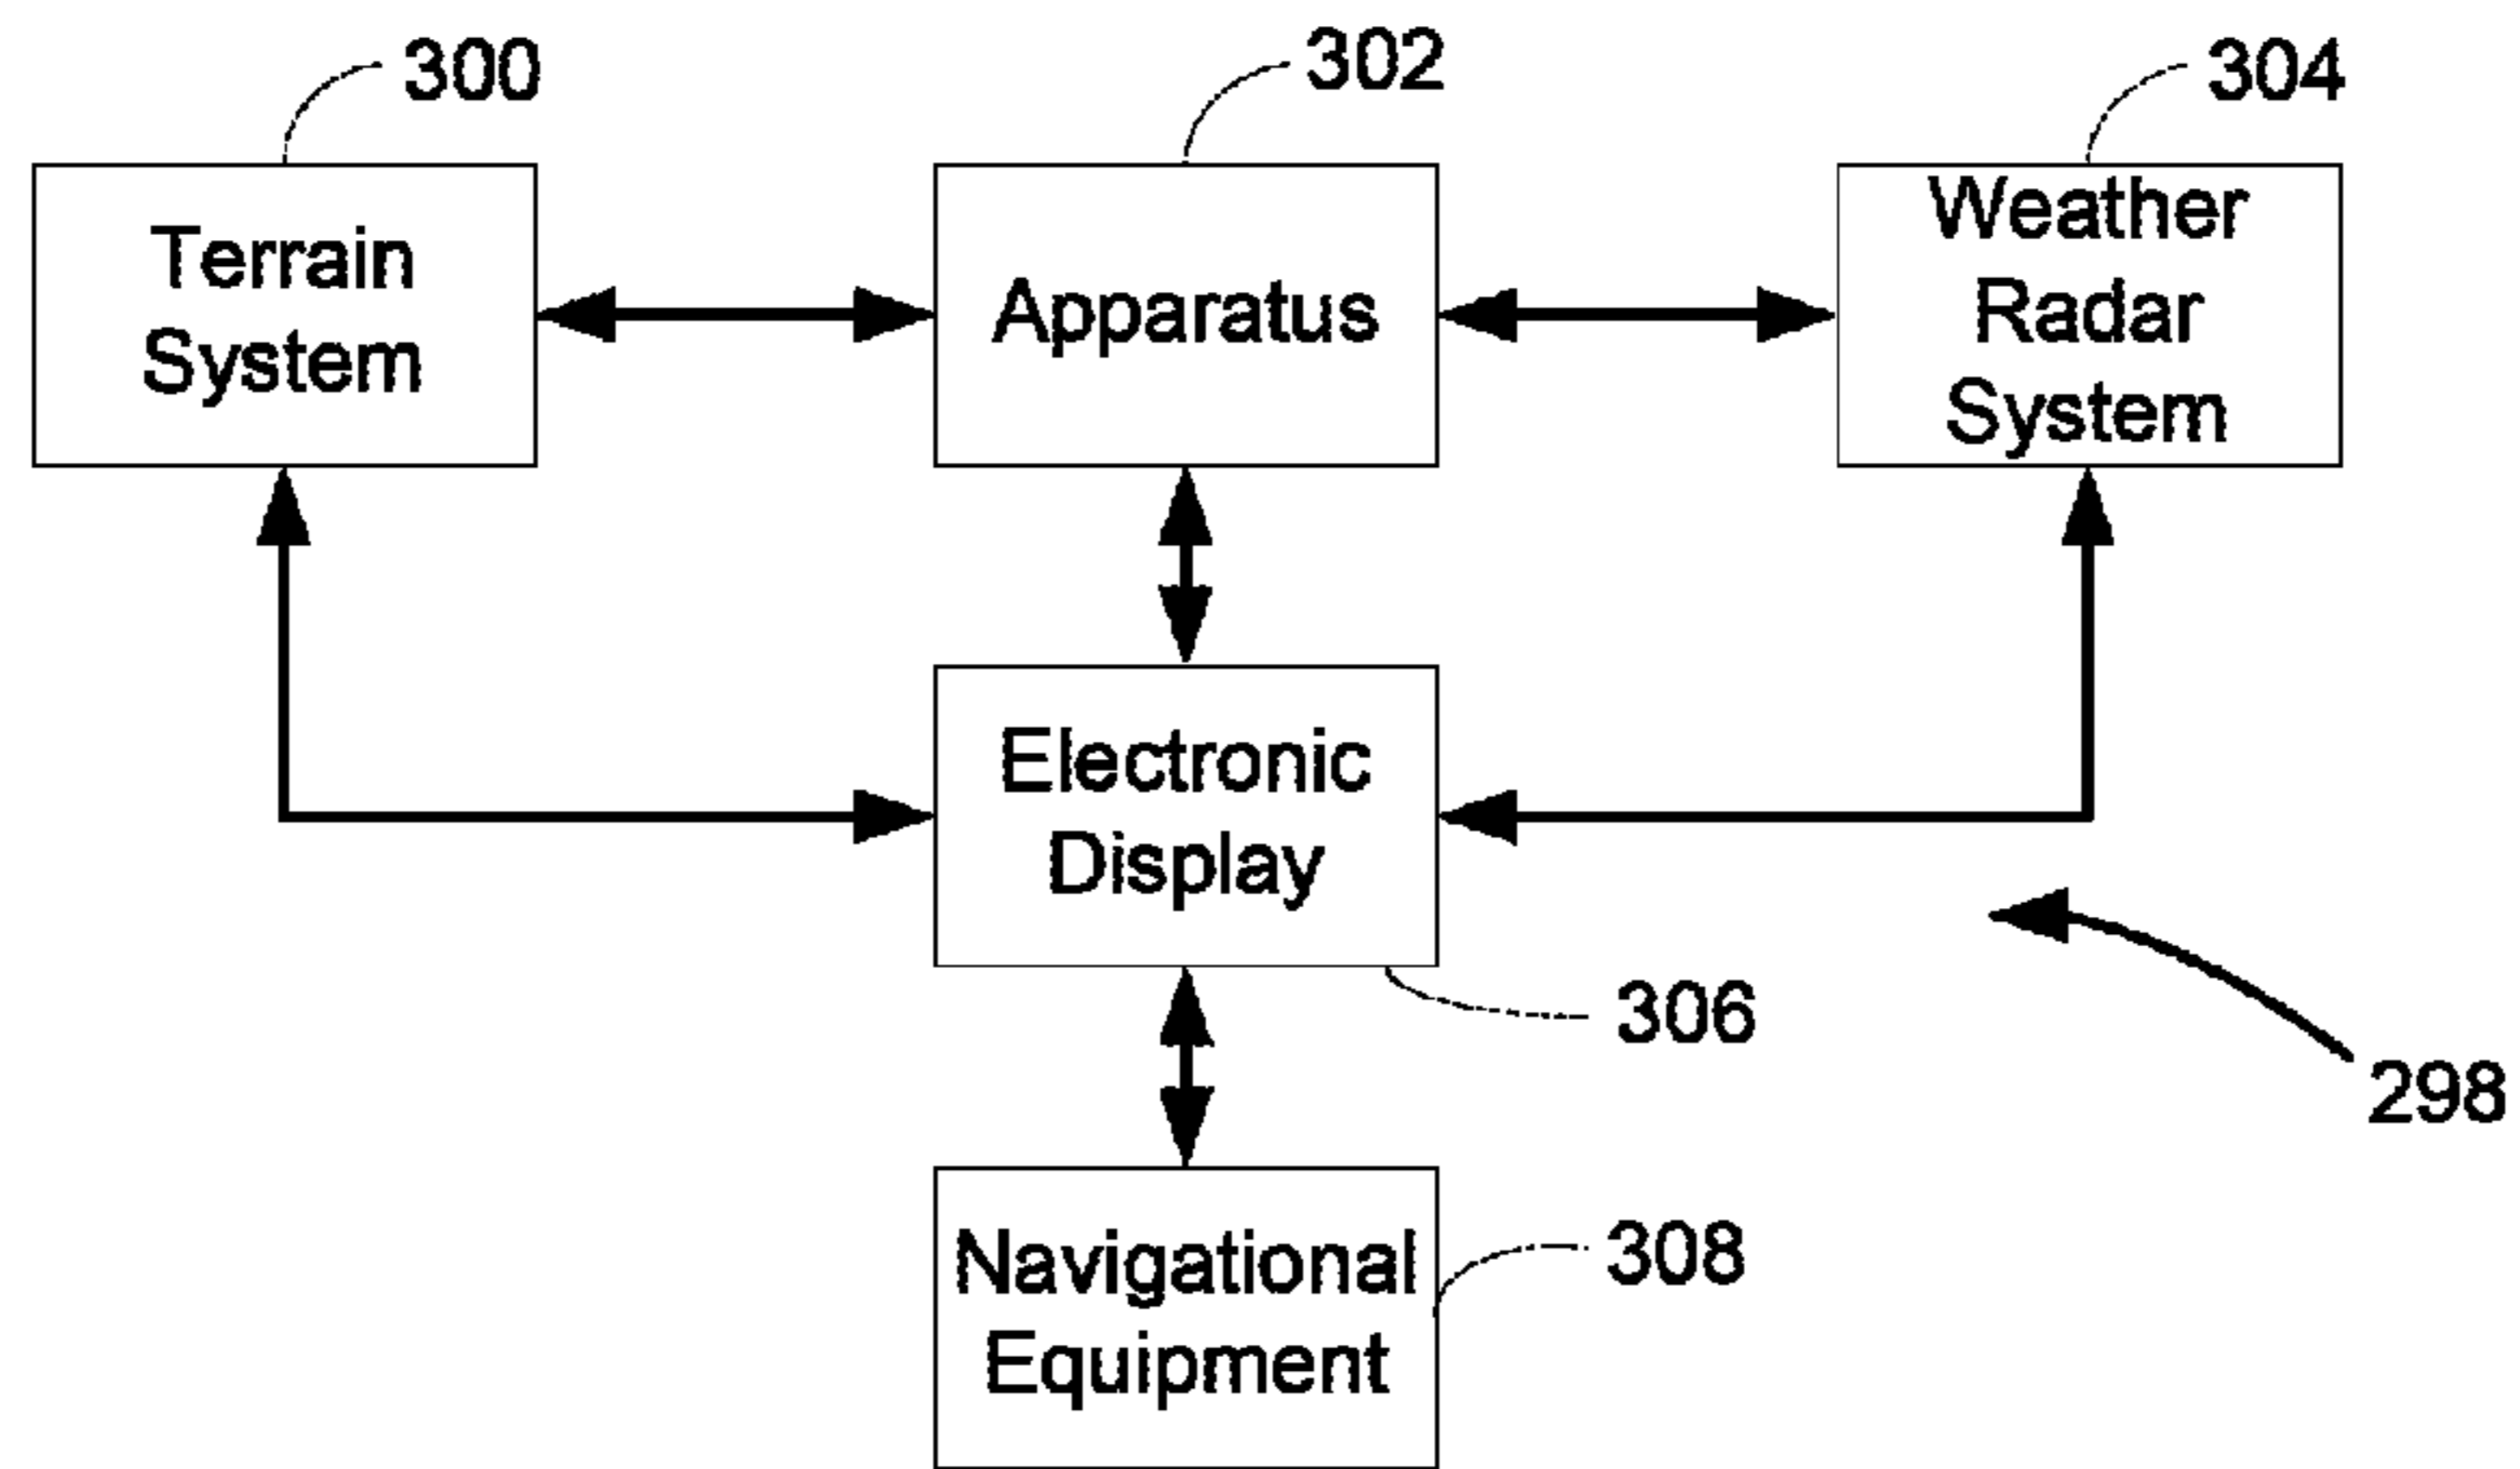 300
302
304
Terrain
System
Apparatus
Weather
Radar
System
Electronic
Display
306
298
Navigational
Equipment
308